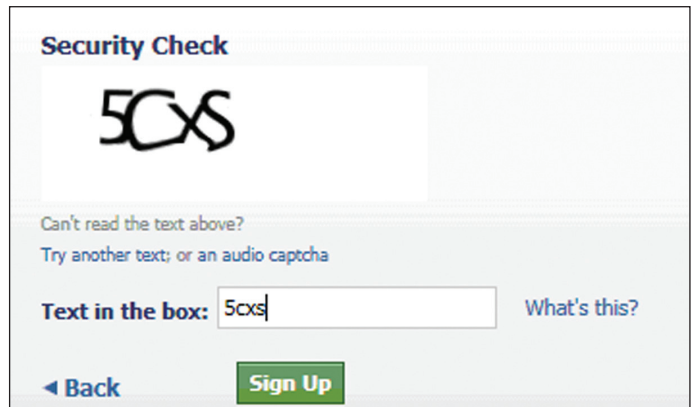 Security Check
5CxS
Can't read the text above?
Try another text; or an audio captcha
Text in the box: 5cxs What's this?
◄ Back Sign Up